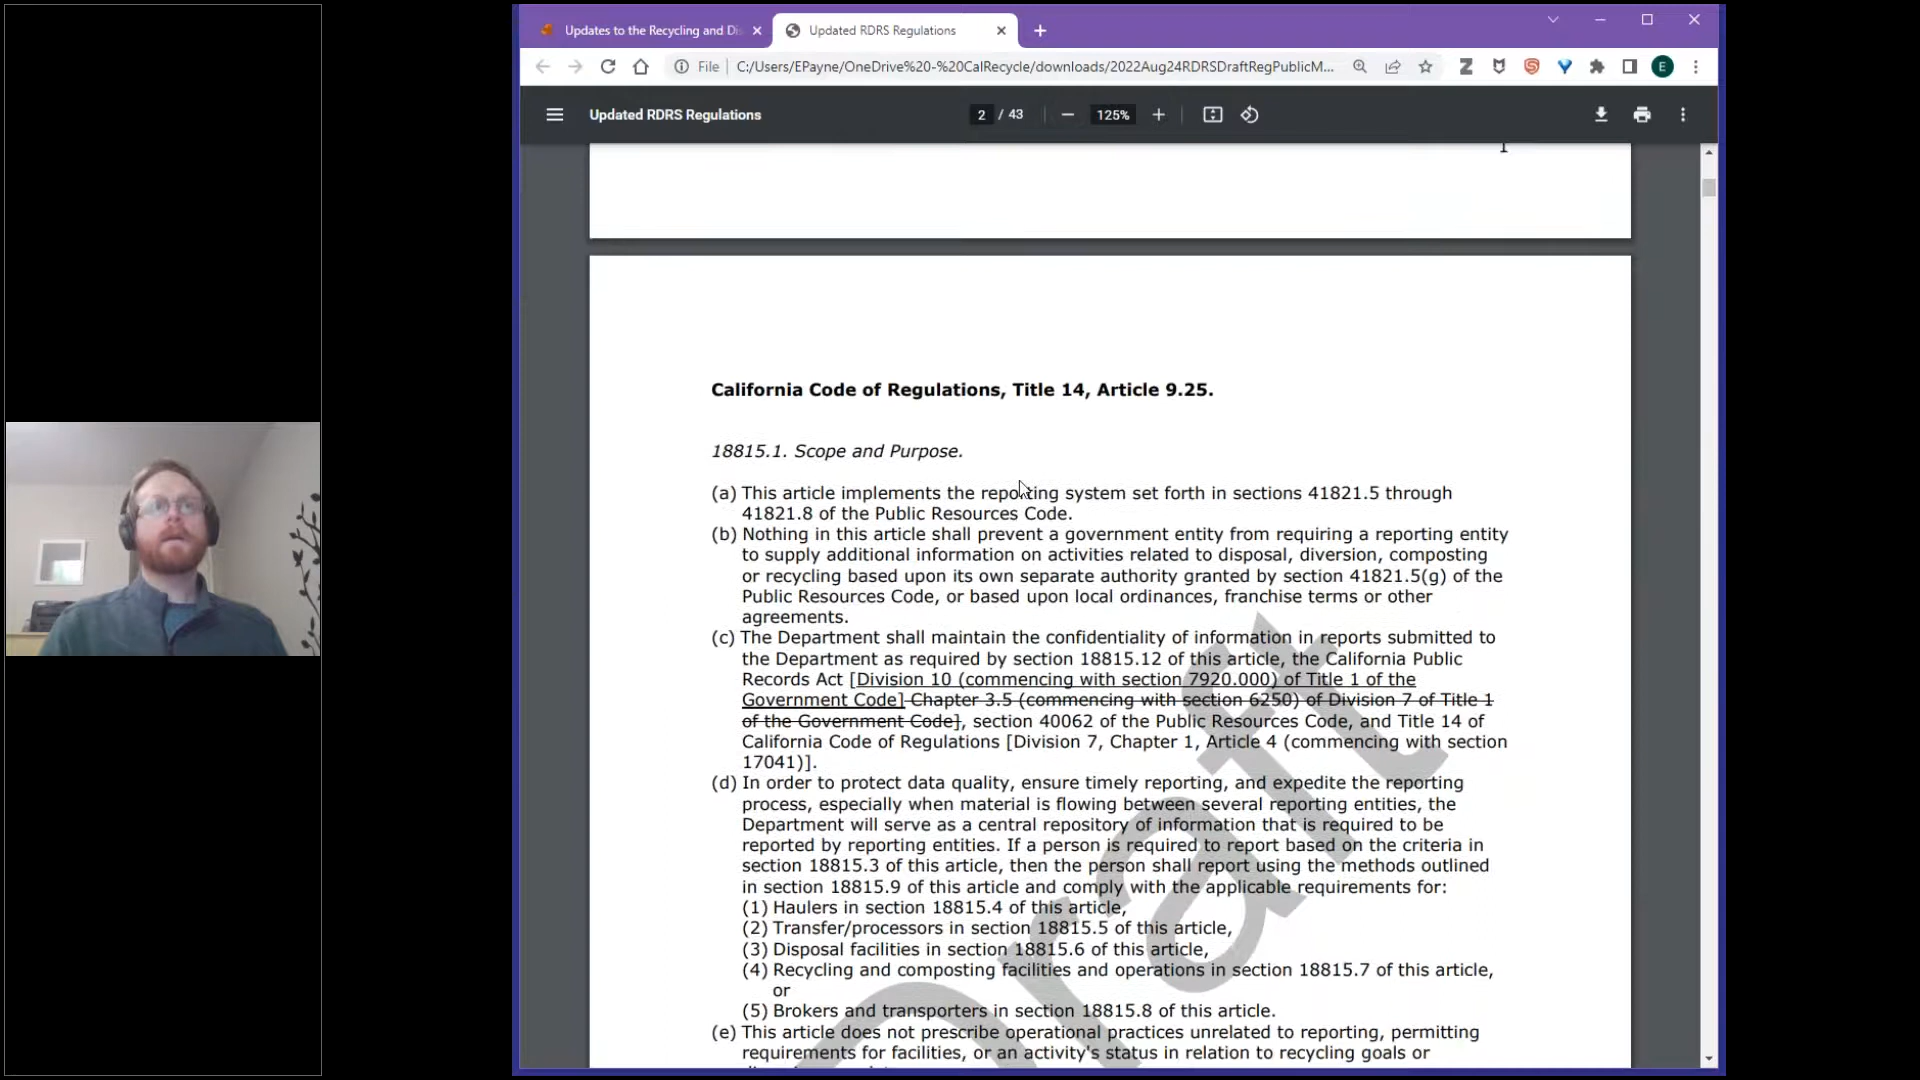 Updates to the Recycling and Di
Updated RDRS Regulations
File
C:/Users/EPayne/OneDrive%20-%20CalRecycle/downloads/2022Aug24RDRSDraftRegPublicM...
E
Updated RDRS Regulations
2 / 43
125%
1
California Code of Regulations, Title 14, Article 9.25.
18815.1. Scope and Purpose.
(a) This article implements the reporting system set forth in sections 41821.5 through
41821.8 of the Public Resources Code.
(b) Nothing in this article shall prevent a government entity from requiring a reporting entity
to supply additional information on activities related to disposal, diversion, composting
or recycling based upon its own separate authority granted by section 41821.5(g) of the
Public Resources Code, or based upon local ordinances, franchise terms or other
agreements.
(c) The Department shall maintain the confidentiality of information in reports submitted to
the Department as required by section 18815.12 of this article, the California Public
Records Act [Division 10 (commencing with section 7920.000) of Title 1 of the
Government Code] Chapter 3.5 (commencing with section 6250) of Division 7 of Title 1
of the Government Code], section 40062 of the Public Resources Code, and Title 14 of
California Code of Regulations [Division 7, Chapter 1, Article 4 (commencing with section
17041)].
(d) In order to protect data quality, ensure timely reporting, and expedite the reporting
process, especially when material is flowing between several reporting entities, the
Department will serve as a central repository of information that is required to be
reported by reporting entities. If a person is required to report based on the criteria in
section 18815.3 of this article, then the person shall report using the methods outlined
in section 18815.9 of this article and comply with the applicable requirements for:
(1) Haulers in section 18815.4 of this article,
(2) Transfer/processors in section 18815.5 of this article,
(3) Disposal facilities in section 18815.6 of this article,
(4) Recycling and composting facilities and operations in section 18815.7 of this article,
or
(5) Brokers and transporters in section 18815.8 of this article.
(e) This article does not prescribe operational practices unrelated to reporting, permitting
requirements for facilities, or an activity's status in relation to recycling goals or
Draft